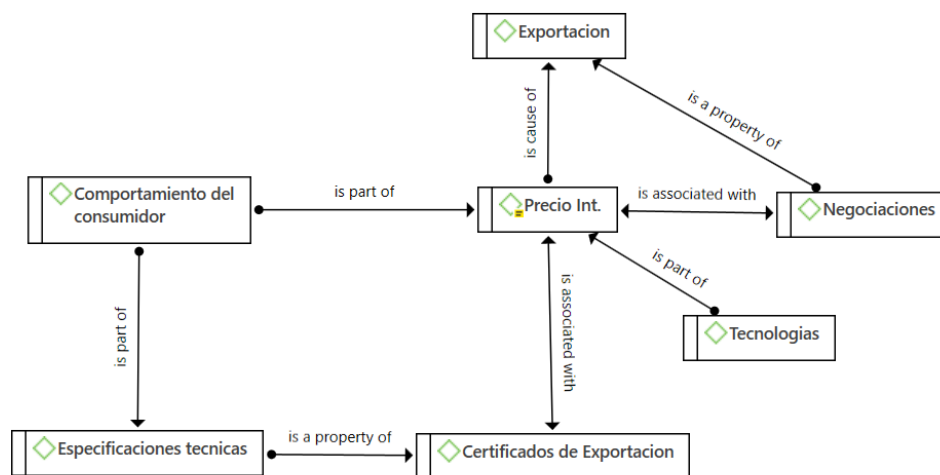 Exportacion
is cause of
is a property of
Comportamiento del
consumidor
is part of
Precio Int.
is associated with
Negociaciones
is part of
is part of
is associated with
Tecnologias
Especificaciones tecnicas
is a property of
Certificados de Exportacion